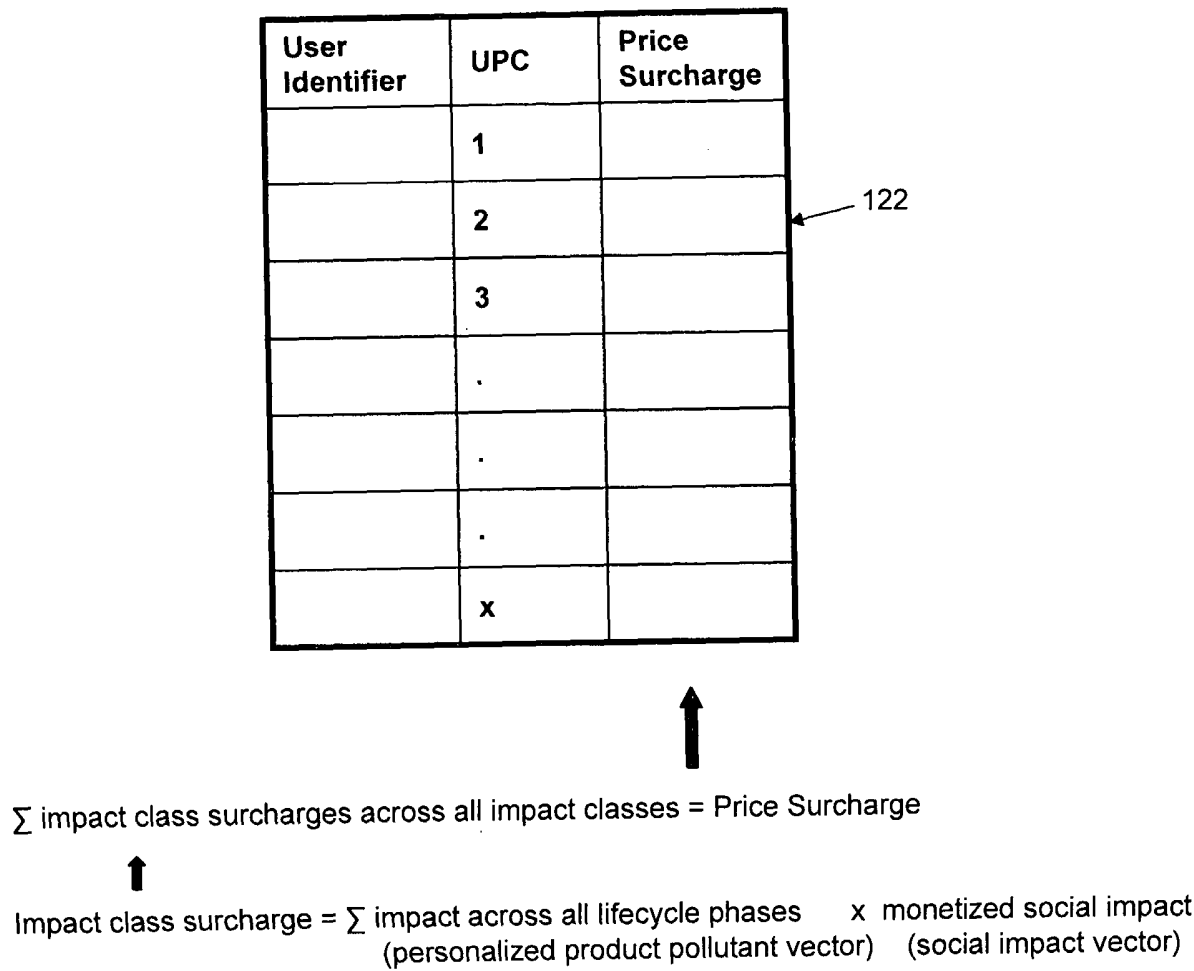 User Identifier UPC Price Surcharge
1
2
3
.
.
.
x
122
∑ impact class surcharges across all impact classes = Price Surcharge
Impact class surcharge = ∑ impact across all lifecycle phases x monetized social impact
(personalized product pollutant vector) (social impact vector)